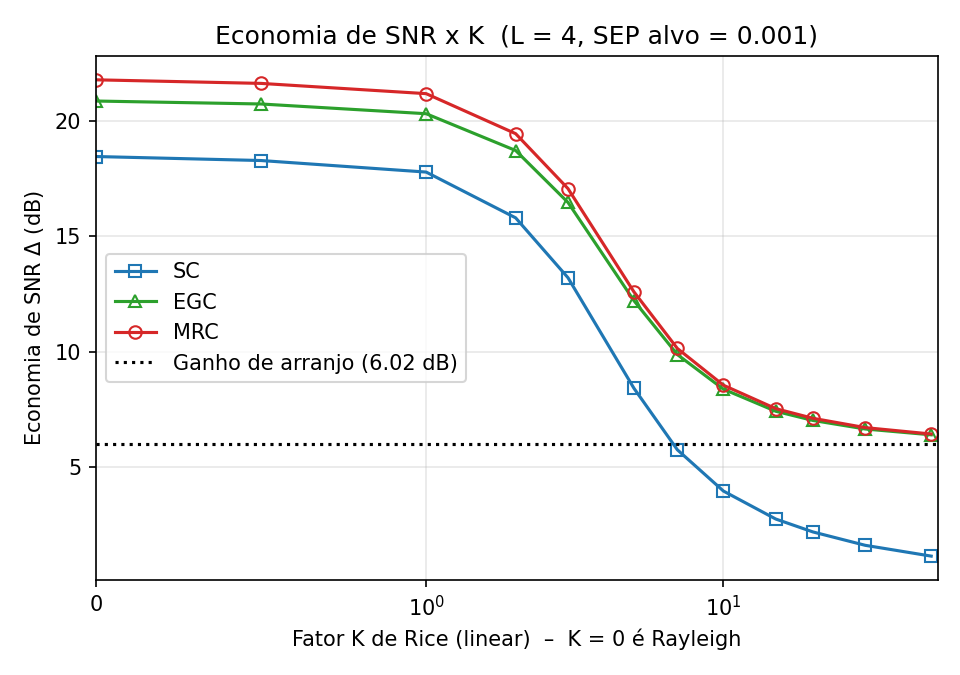 Economia de SNR x K  (L = 4, SEP alvo = 0.001)
Economia de SNR Δ (dB)
20
15
10
5
SC
EGC
MRC
Ganho de arranjo (6.02 dB)
0
10⁰
10¹
Fator K de Rice (linear)  –  K = 0 é Rayleigh